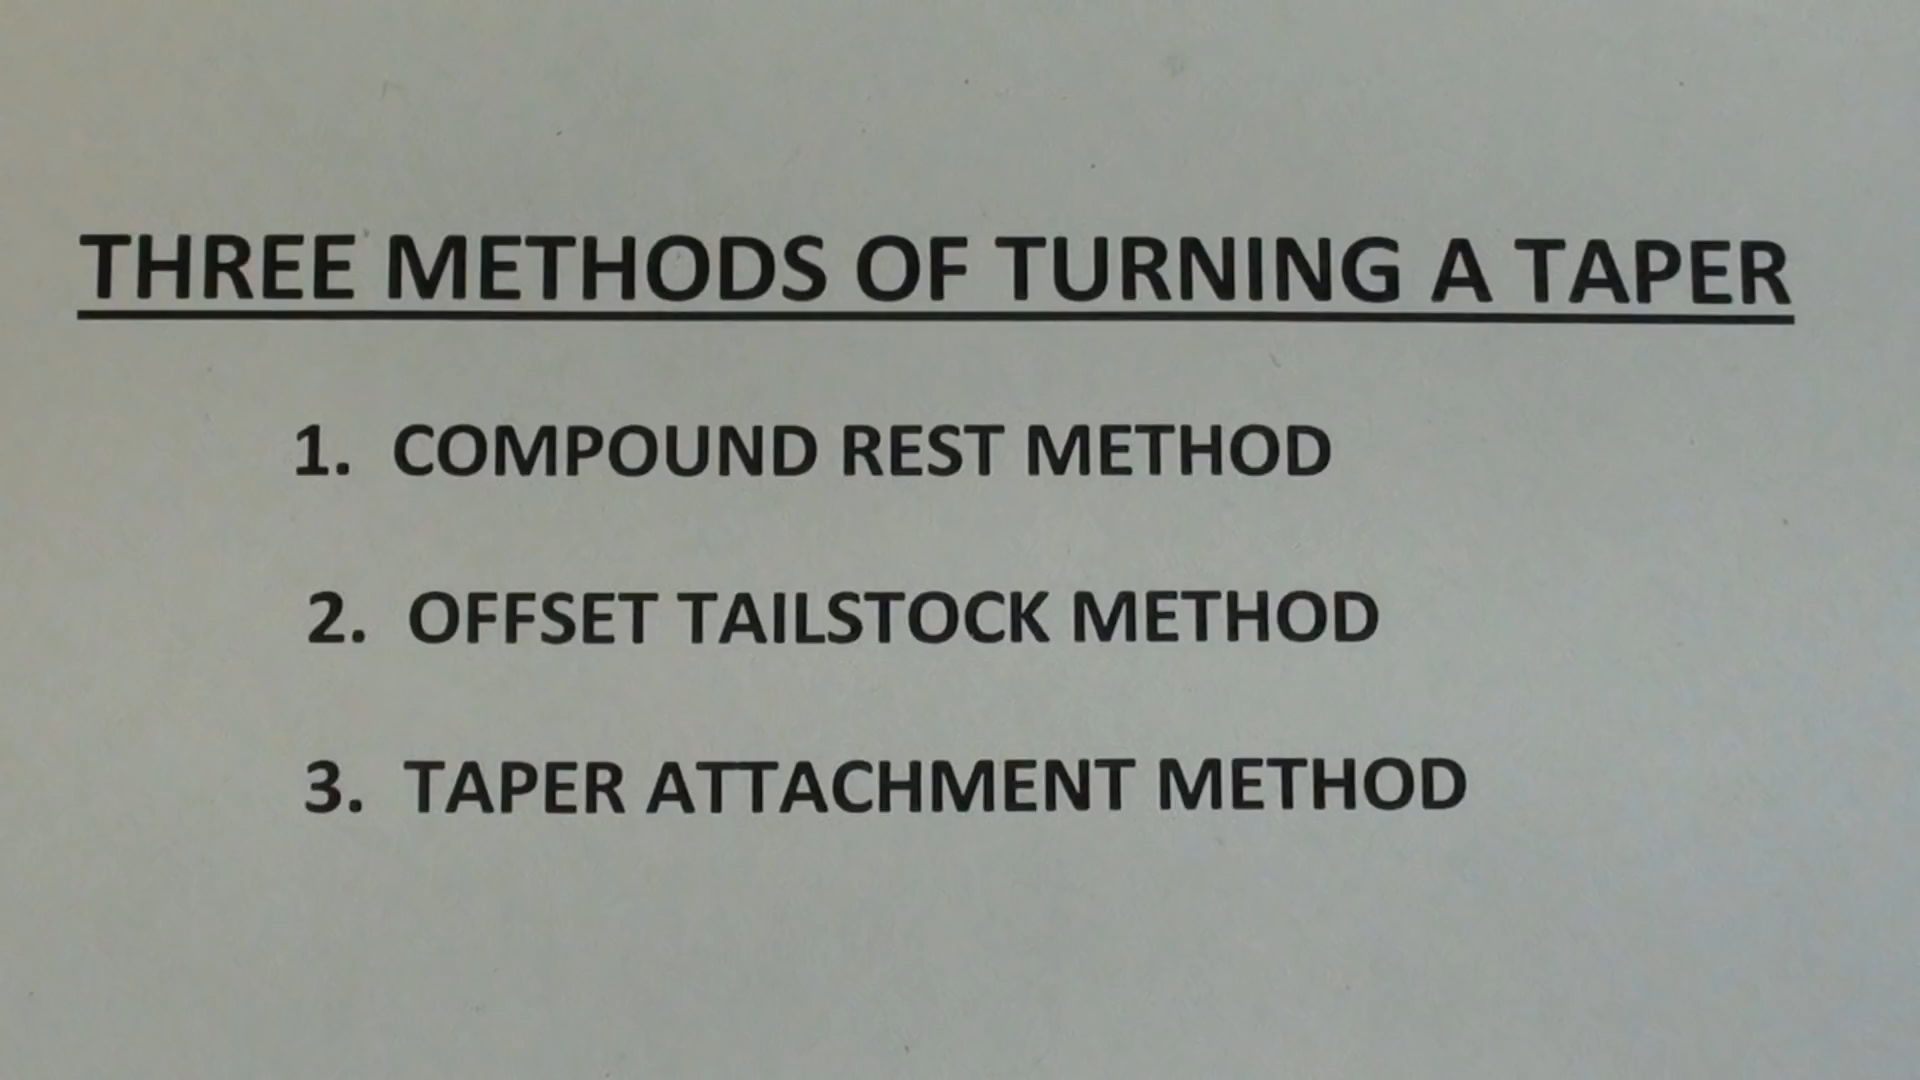 THREE METHODS OF TURNING A TAPER
1. COMPOUND REST METHOD
2. OFFSET TAILSTOCK METHOD
3. TAPER ATTACHMENT METHOD